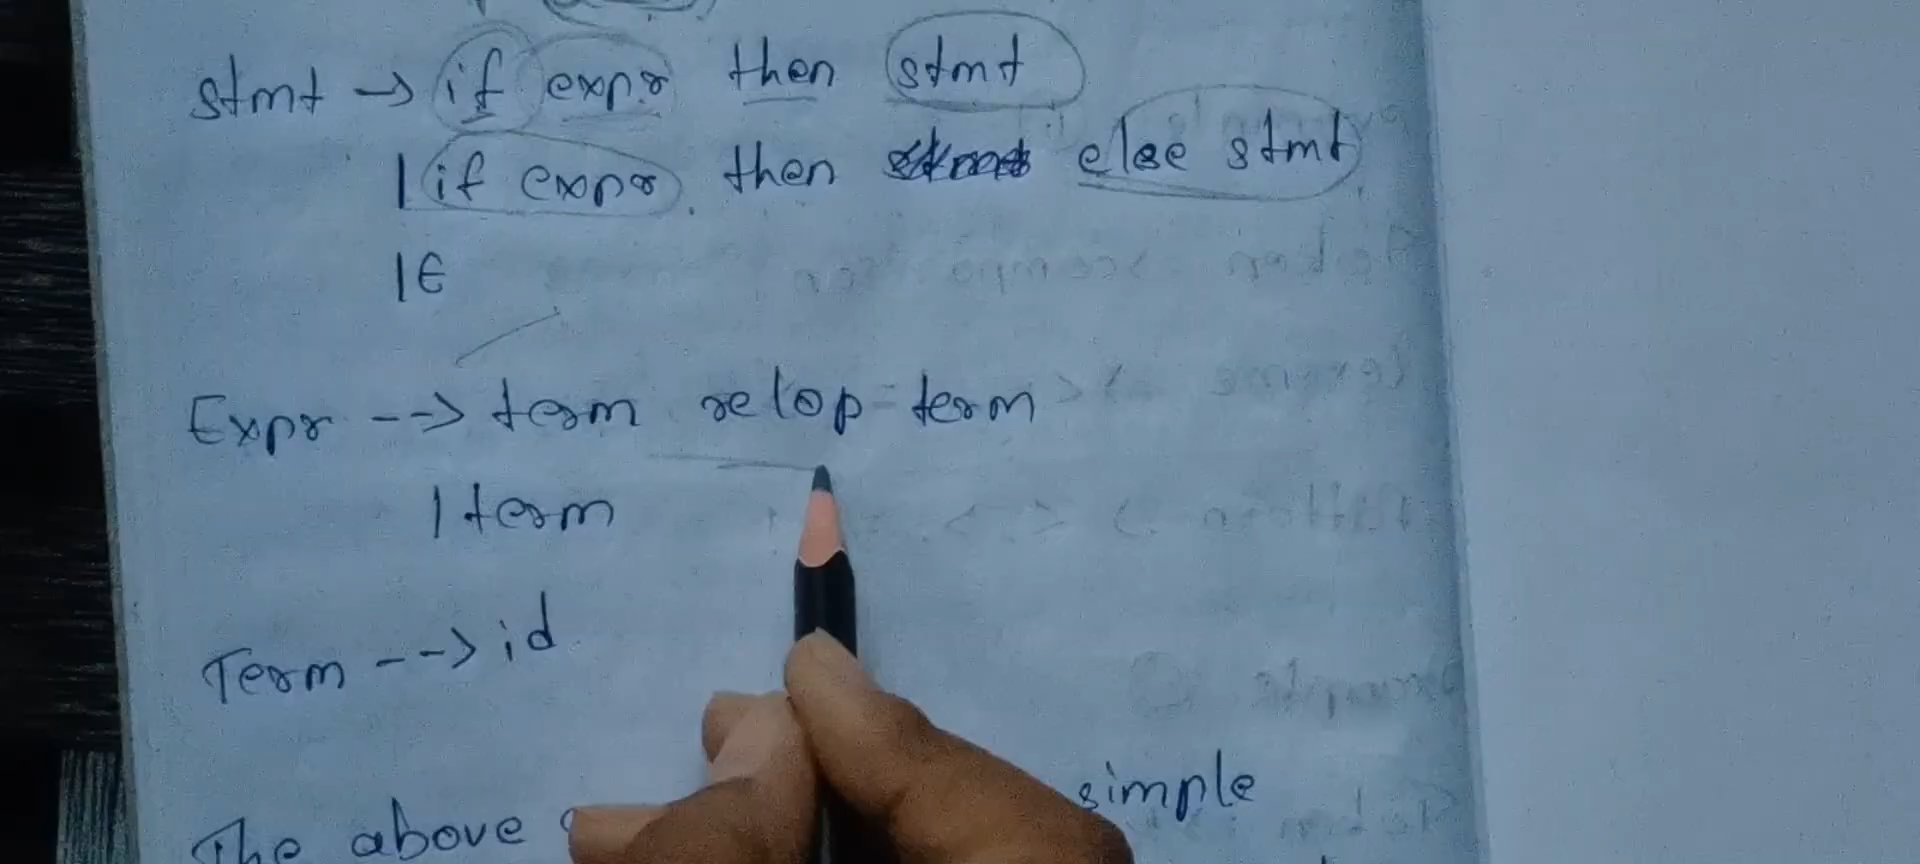 stmt → if expr then stmt
| if expr then else stmt
| ε
Expr --> term relop term
| term
Term --> id
The above simple